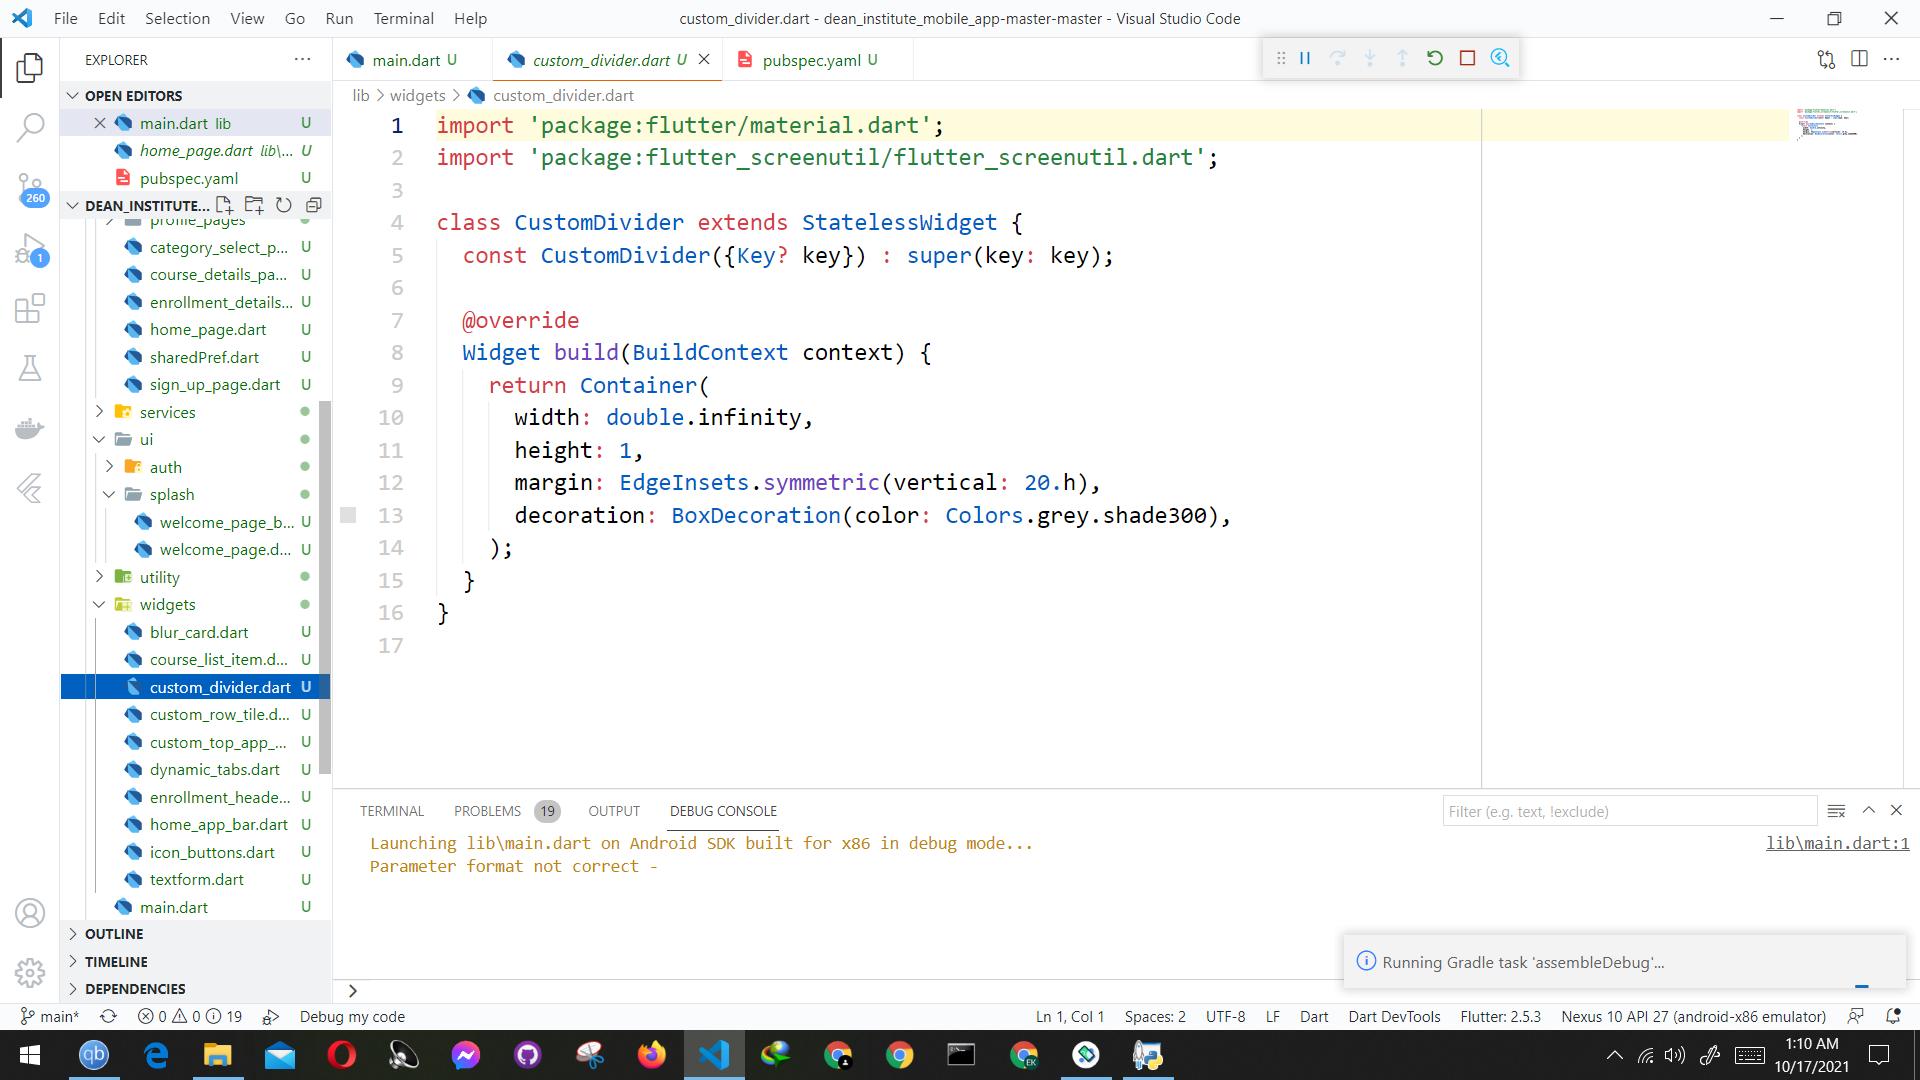 File Edit Selection View Go Run Terminal Help
custom_divider.dart - dean_institute_mobile_app-master-master - Visual Studio Code
EXPLORER
OPEN EDITORS
main.dart lib U
home_page.dart lib\... U
pubspec.yaml U
DEAN_INSTITUTE...
profile_pages
category_select_p... U
course_details_pa... U
enrollment_details... U
home_page.dart U
sharedPref.dart U
sign_up_page.dart U
services
ui
auth
splash
welcome_page_b... U
welcome_page.d... U
utility
widgets
blur_card.dart U
course_list_item.d... U
custom_divider.dart U
custom_row_tile.d... U
custom_top_app_... U
dynamic_tabs.dart U
enrollment_heade... U
home_app_bar.dart U
icon_buttons.dart U
textform.dart U
main.dart U
OUTLINE
TIMELINE
DEPENDENCIES
260
1
main.dart U
custom_divider.dart U
pubspec.yaml U
lib > widgets > custom_divider.dart
1 import 'package:flutter/material.dart';
2 import 'package:flutter_screenutil/flutter_screenutil.dart';
3
4 class CustomDivider extends StatelessWidget {
5 const CustomDivider({Key? key}) : super(key: key);
6
7 @override
8 Widget build(BuildContext context) {
9 return Container(
10 width: double.infinity,
11 height: 1,
12 margin: EdgeInsets.symmetric(vertical: 20.h),
13 decoration: BoxDecoration(color: Colors.grey.shade300),
14 );
15 }
16 }
17
TERMINAL PROBLEMS 19 OUTPUT DEBUG CONSOLE
Filter (e.g. text, !exclude)
Launching lib\main.dart on Android SDK built for x86 in debug mode...
lib\main.dart:1
Parameter format not correct -
Running Gradle task 'assembleDebug'...
main* 0 0 19 Debug my code
Ln 1, Col 1 Spaces: 2 UTF-8 LF Dart Dart DevTools Flutter: 2.5.3 Nexus 10 API 27 (android-x86 emulator)
qb
EK
1:10 AM
10/17/2021